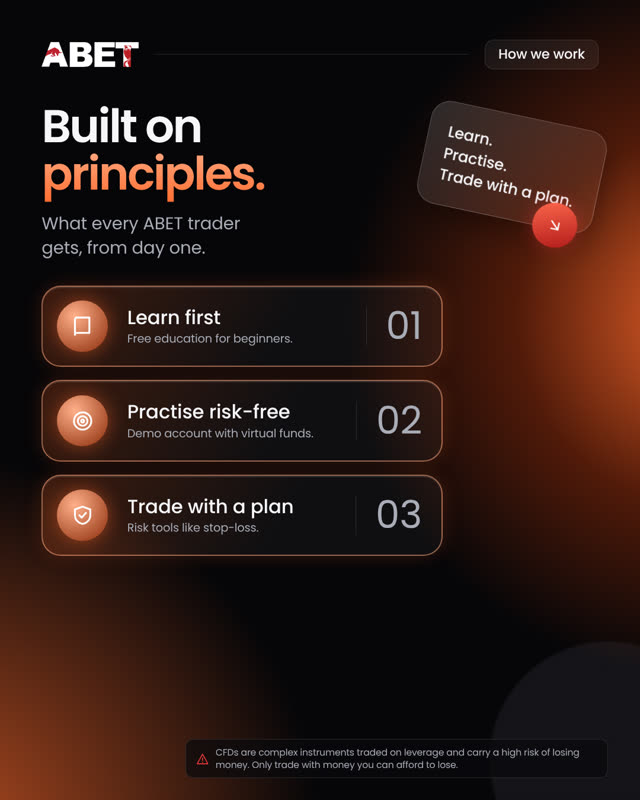 ABET
How we work
Built on
principles.
What every ABET trader
gets, from day one.
Learn.
Practise.
Trade with a plan.
Learn first
Free education for beginners.
01
Practise risk-free
Demo account with virtual funds.
02
Trade with a plan
Risk tools like stop-loss.
03
CFDs are complex instruments traded on leverage and carry a high risk of losing
money. Only trade with money you can afford to lose.